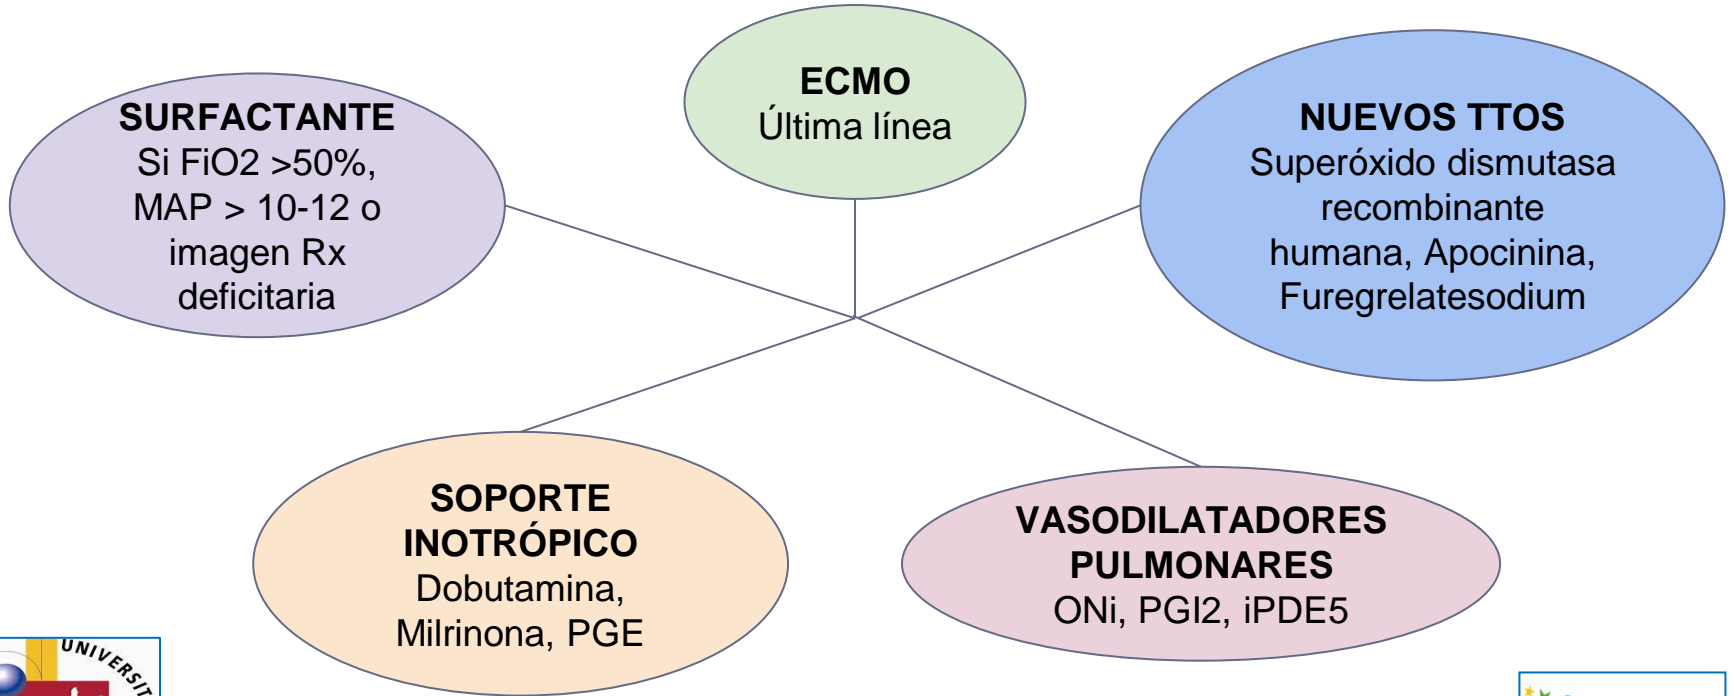 ECMO
Última línea
SURFACTANTE
Si FiO2 >50%,
MAP > 10-12 o
imagen Rx
deficitaria
NUEVOS TTOS
Superóxido dismutasa
recombinante
humana, Apocinina,
Furegrelatesodium
SOPORTE
INOTRÓPICO
Dobutamina,
Milrinona, PGE
VASODILATADORES
PULMONARES
ONi, PGI2, iPDE5
UNIVERSIT